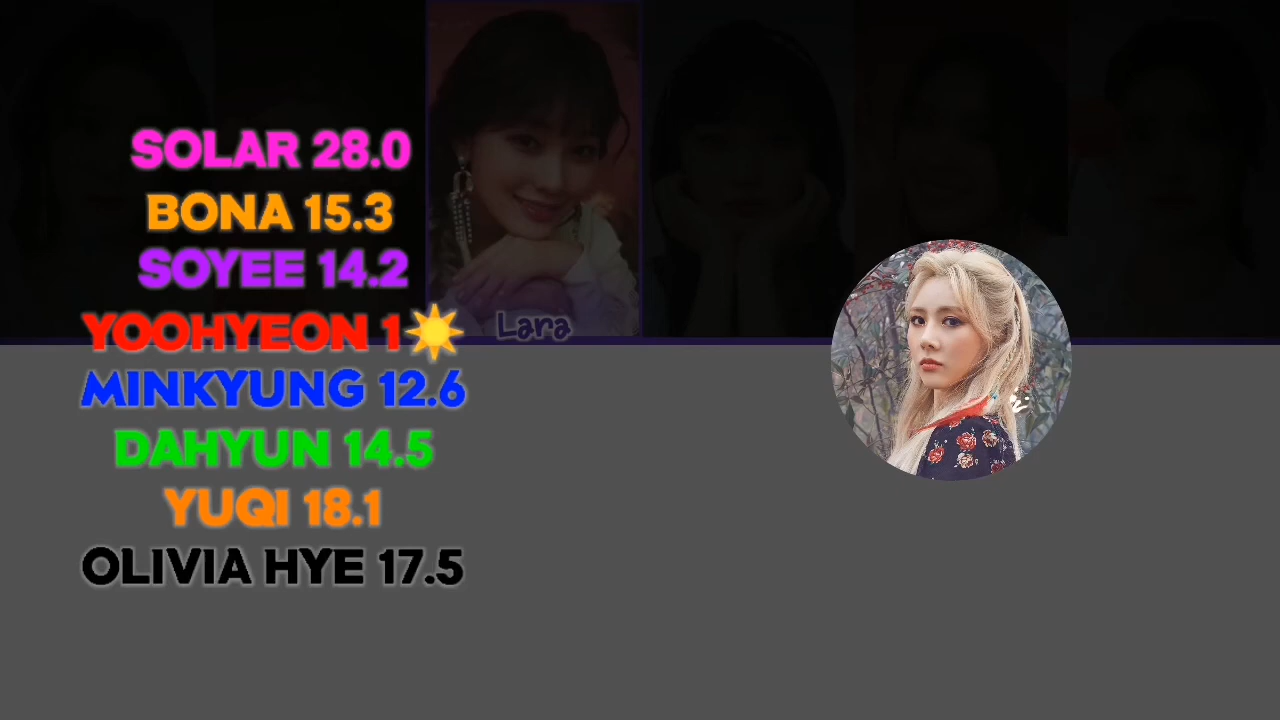 SOLAR 28.0
BONA 15.3
SOYEE 14.2
YOOHYEON 1☀️
Lara
MINKYUNG 12.6
DAHYUN 14.5
YUQI 18.1
OLIVIA HYE 17.5